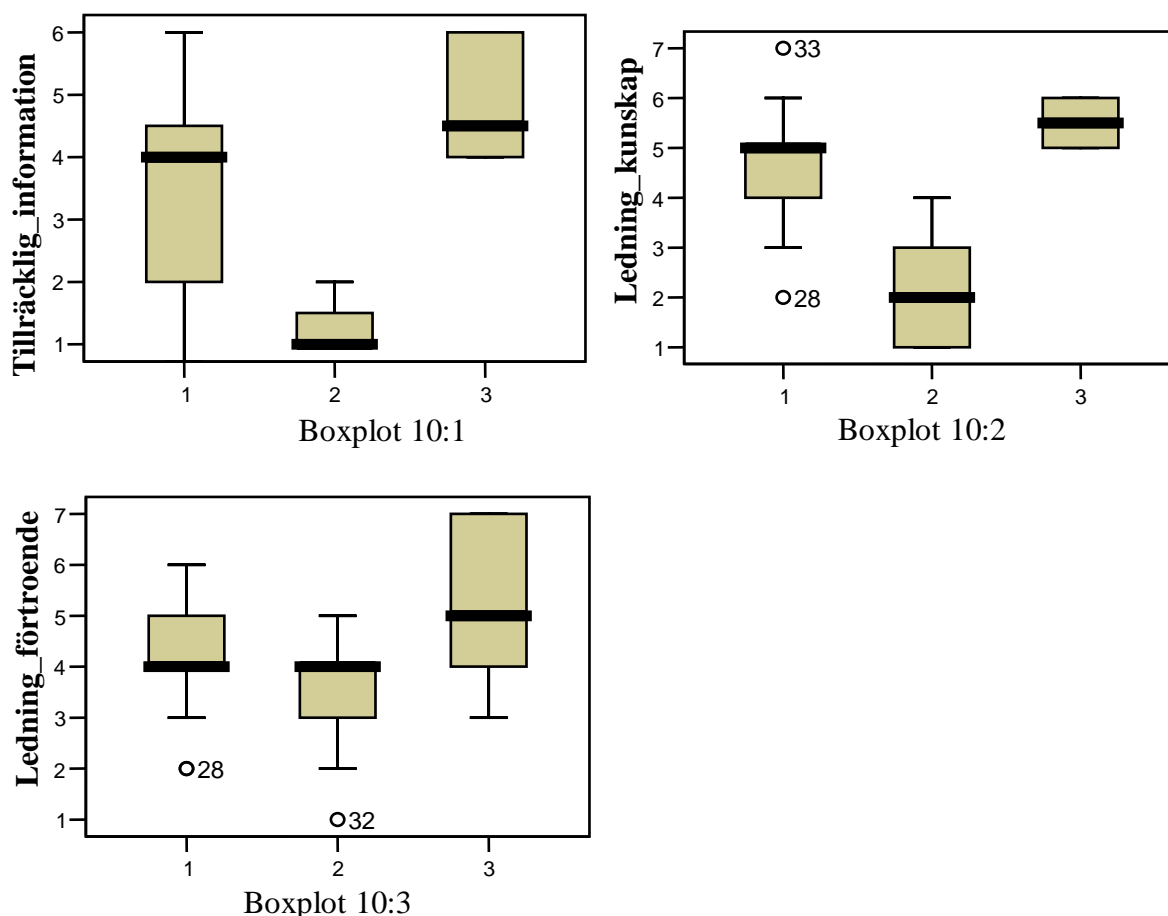 Tillräcklig_information
6
5
4
3
2
1
1 2 3
Boxplot 10:1
Ledning_kunskap
7
6
5
4
3
2
1
33
28
1 2 3
Boxplot 10:2
Ledning_förtroende
7
6
5
4
3
2
1
28
32
1 2 3
Boxplot 10:3